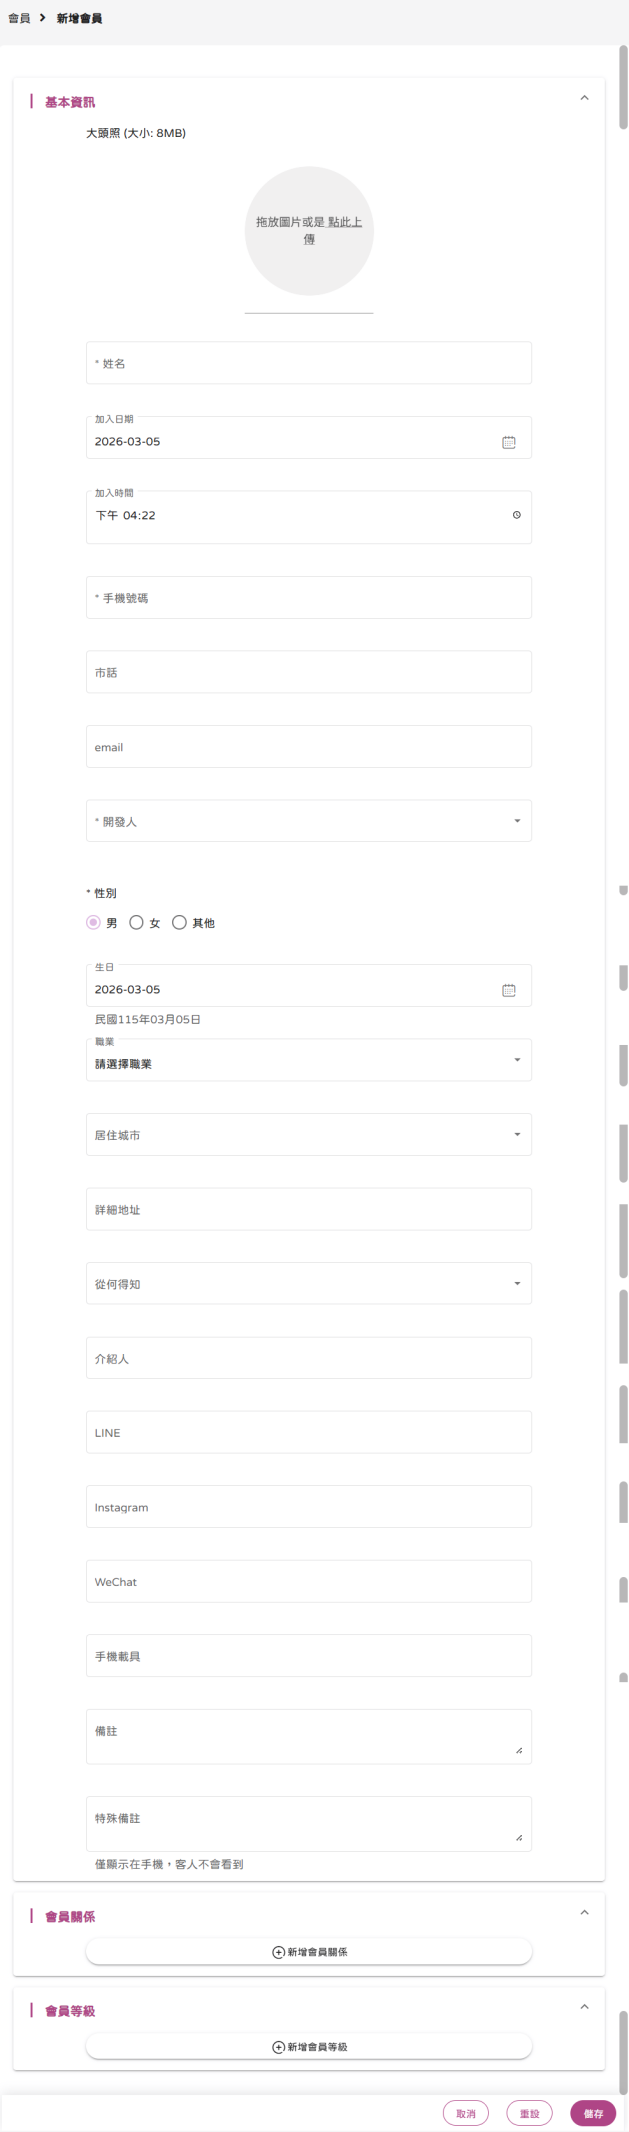 會員 > 新增會員
基本資訊
大頭照 (大小: 8MB)
拖放圖片或是 點此上
傳
* 姓名
加入日期
2026-03-05
加入時間
下午 04:22
* 手機號碼
市話
email
* 開發人
* 性別
男 女 其他
生日
2026-03-05
民國115年03月05日
職業
請選擇職業
居住城市
詳細地址
從何得知
介紹人
LINE
Instagram
WeChat
手機載具
備註
特殊備註
僅顯示在手機，客人不會看到
會員關係
新增會員關係
會員等級
新增會員等級
取消 重設 儲存